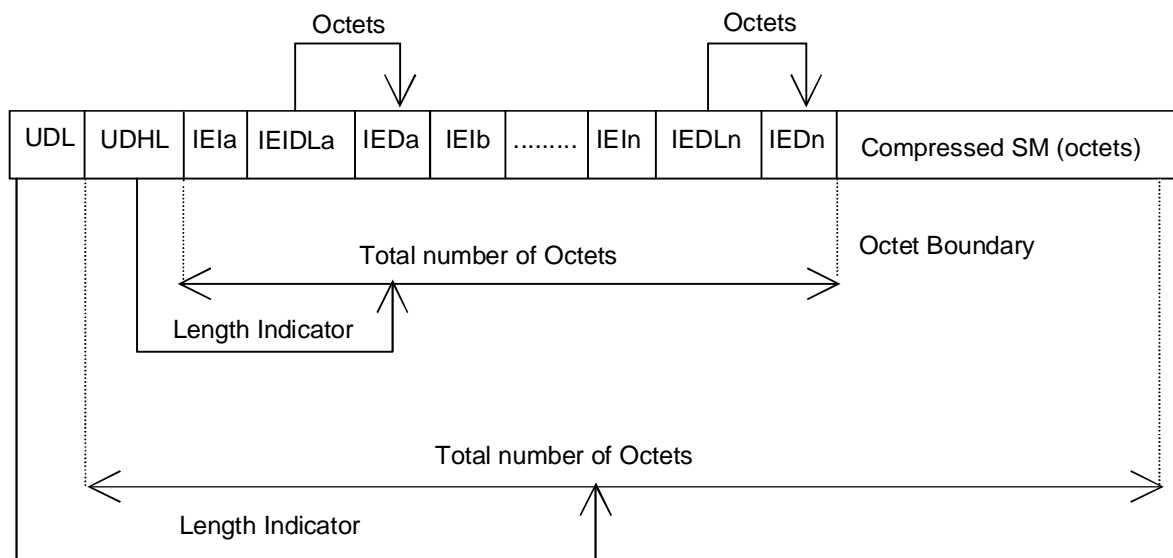 Octets Octets
UDL UDHL IEIa IEIDLa IEDa IEIb ......... IEIn IEDLn IEDn Compressed SM (octets)
Total number of Octets Octet Boundary
Length Indicator
Total number of Octets
Length Indicator